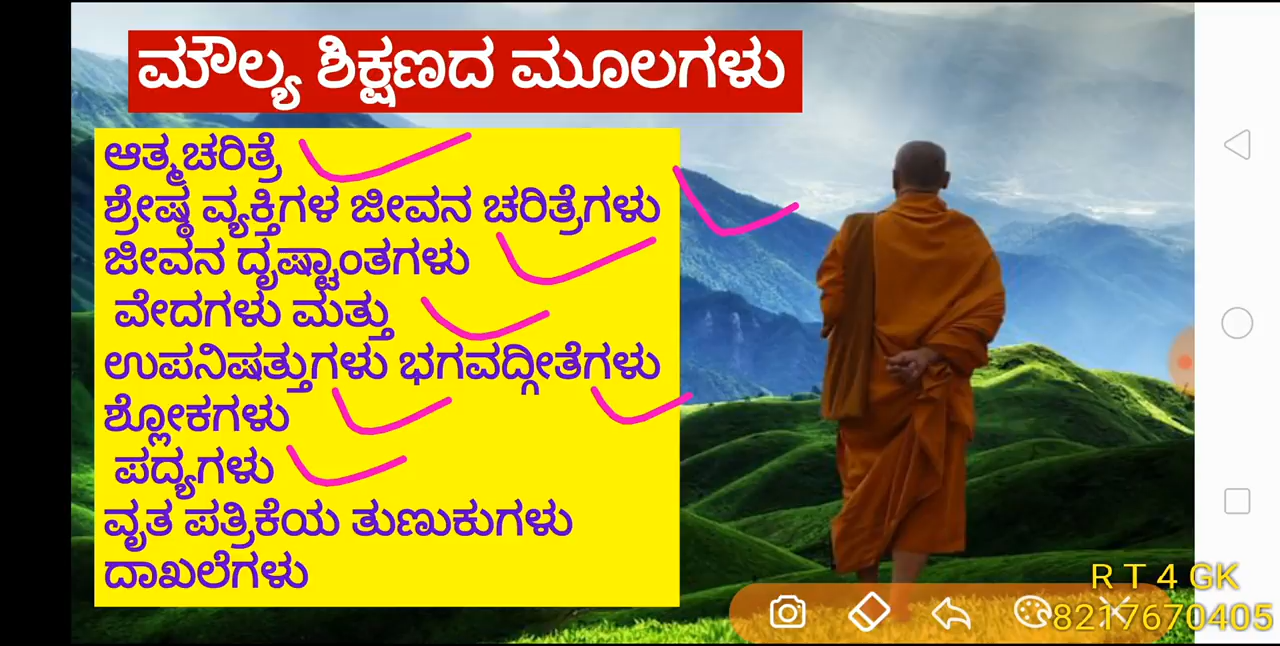 ಮೌಲ್ಯ ಶಿಕ್ಷಣದ ಮೂಲಗಳು
ಆತ್ಮಚರಿತ್ರೆ
ಶ್ರೇಷ್ಠ ವ್ಯಕ್ತಿಗಳ ಜೀವನ ಚರಿತ್ರೆಗಳು
ಜೀವನ ದೃಷ್ಟಾಂತಗಳು
ವೇದಗಳು ಮತ್ತು
ಉಪನಿಷತ್ತುಗಳು ಭಗವದ್ಗೀತೆಗಳು
ಶ್ಲೋಕಗಳು
ಪದ್ಯಗಳು
ವೃತ ಪತ್ರಿಕೆಯ ತುಣುಕುಗಳು
ದಾಖಲೆಗಳು
R T 4 GK
8217670405